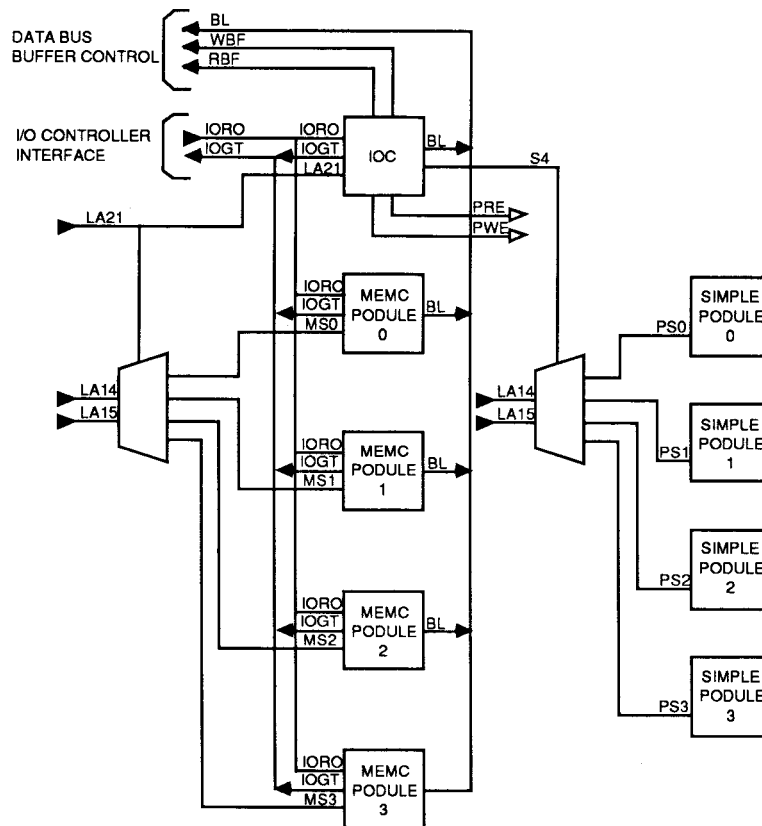 BL
DATA BUS
BUFFER CONTROL
WBF
RBF
I/O CONTROLLER
INTERFACE
IORO
IOGT
IORO
IOGT
LA21
IOC
BL
S4
LA21
PRE
PWE
IORO
IOGT
MS0
MEMC
PODULE
0
BL
SIMPLE
PODULE
0
PS0
LA14
LA15
LA14
LA15
IORO
IOGT
MS1
MEMC
PODULE
1
BL
SIMPLE
PODULE
1
PS1
IORO
IOGT
MS2
MEMC
PODULE
2
BL
SIMPLE
PODULE
2
PS2
IORO
IOGT
MS3
MEMC
PODULE
3
SIMPLE
PODULE
3
PS3